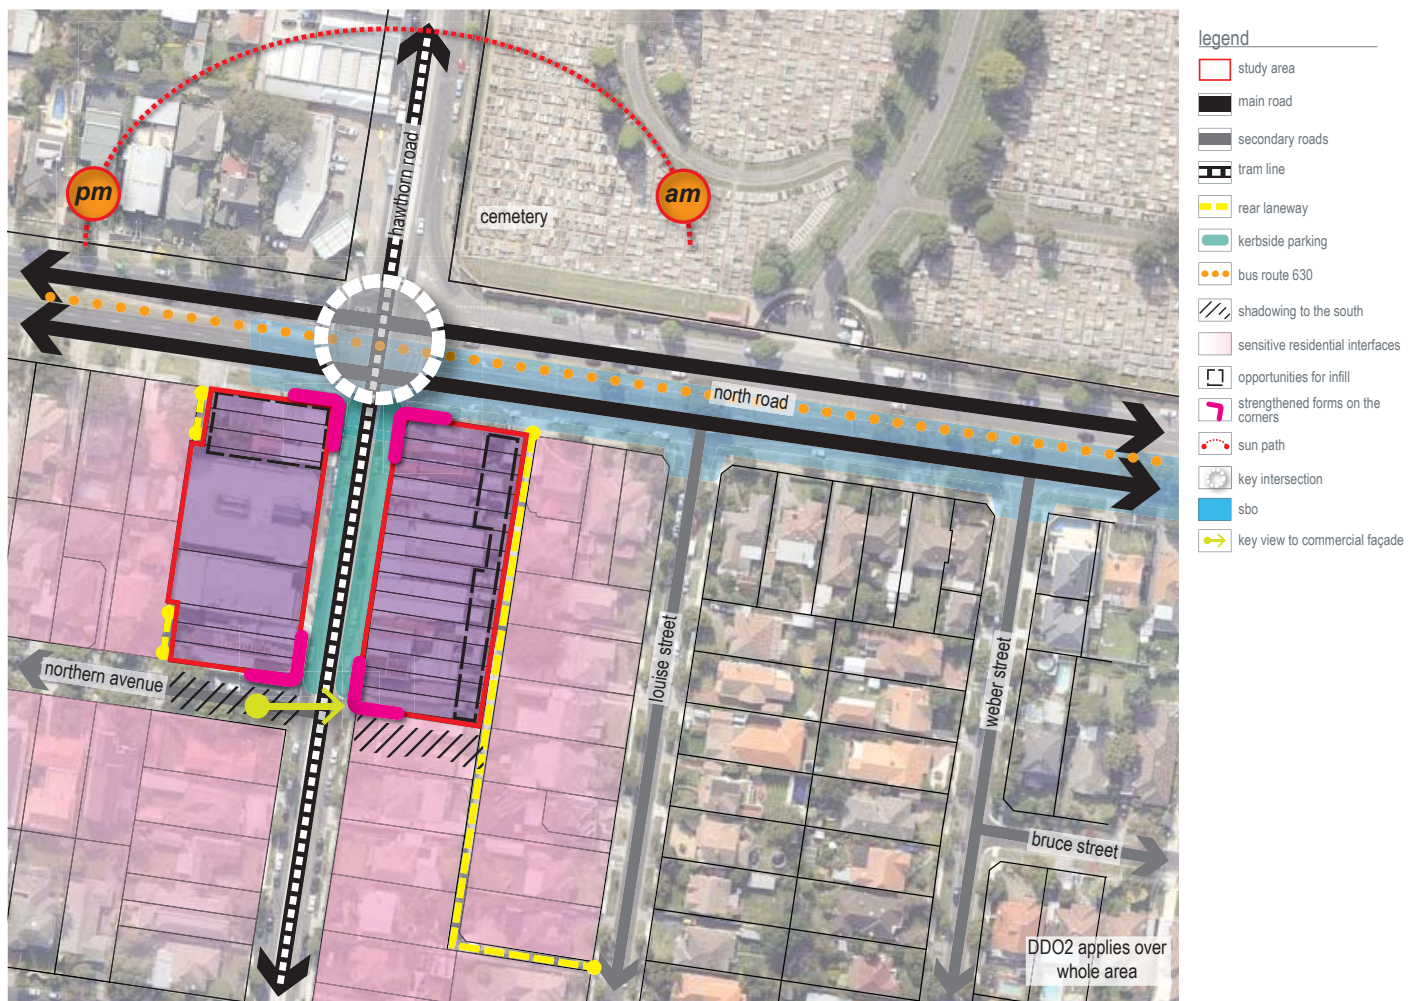 legend
study area
main road
secondary roads
tram line
rear laneway
kerbside parking
bus route 630
shadowing to the south
sensitive residential interfaces
opportunities for infill
strengthened forms on the
corners
sun path
key intersection
sbo
key view to commercial façade
pm
am
hawthorn road
cemetery
north road
louise street
weber street
northern avenue
bruce street
DDO2 applies over
whole area